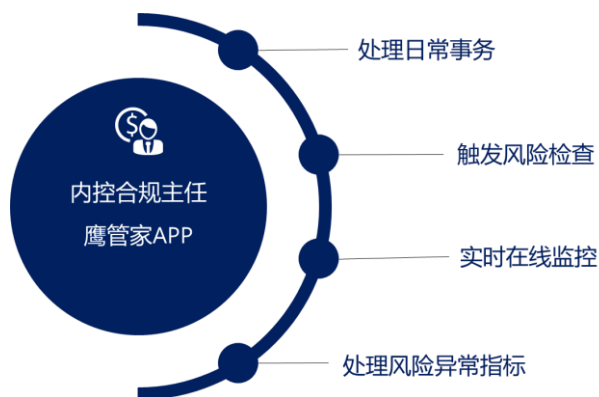 内控合规主任
鹰管家APP
处理日常事务
触发风险检查
实时在线监控
处理风险异常指标